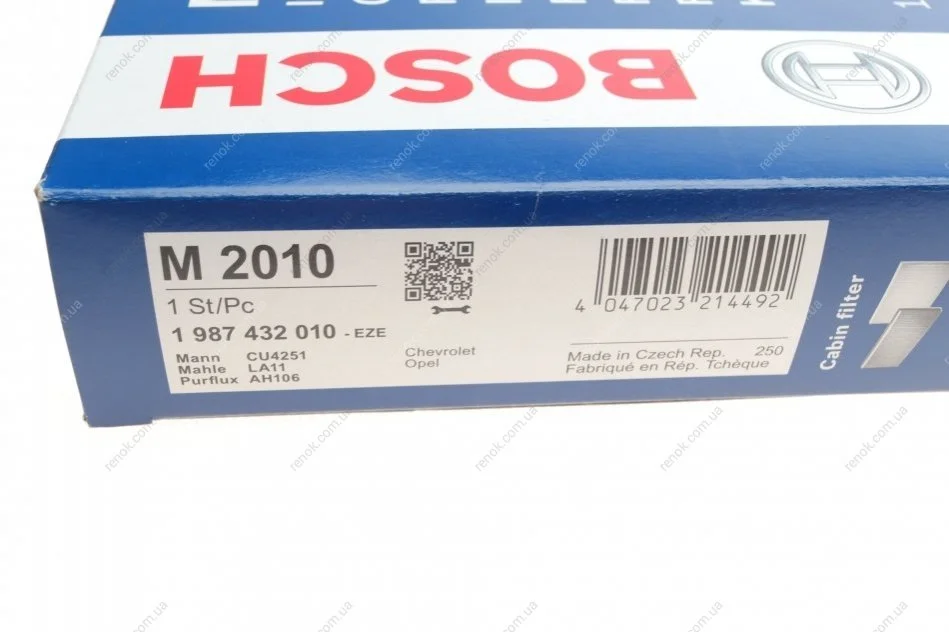 BOSCH
M 2010
1 St/Pc
1 987 432 010 - EZE
Mann CU4251
Mahle LA11
Purflux AH106
Chevrolet
Opel
4 047023 214492
Made in Czech Rep. 250
Fabriqué en Rép. Tchèque
Cabin filter
renok.com.ua